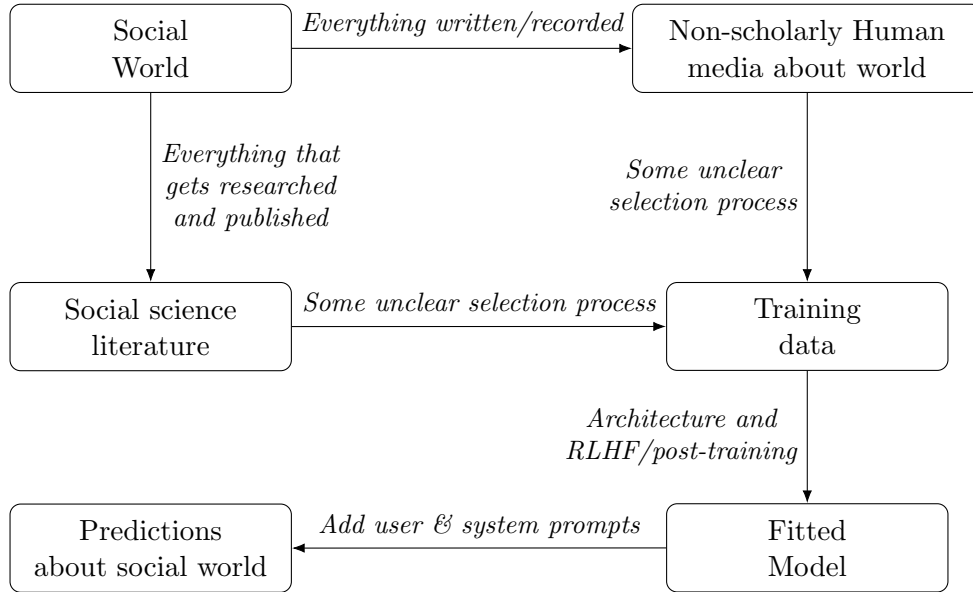 Social
World
Everything written/recorded
Non-scholarly Human
media about world
Everything that
gets researched
and published
Some unclear
selection process
Social science
literature
Some unclear selection process
Training
data
Architecture and
RLHF/post-training
Predictions
about social world
Add user & system prompts
Fitted
Model